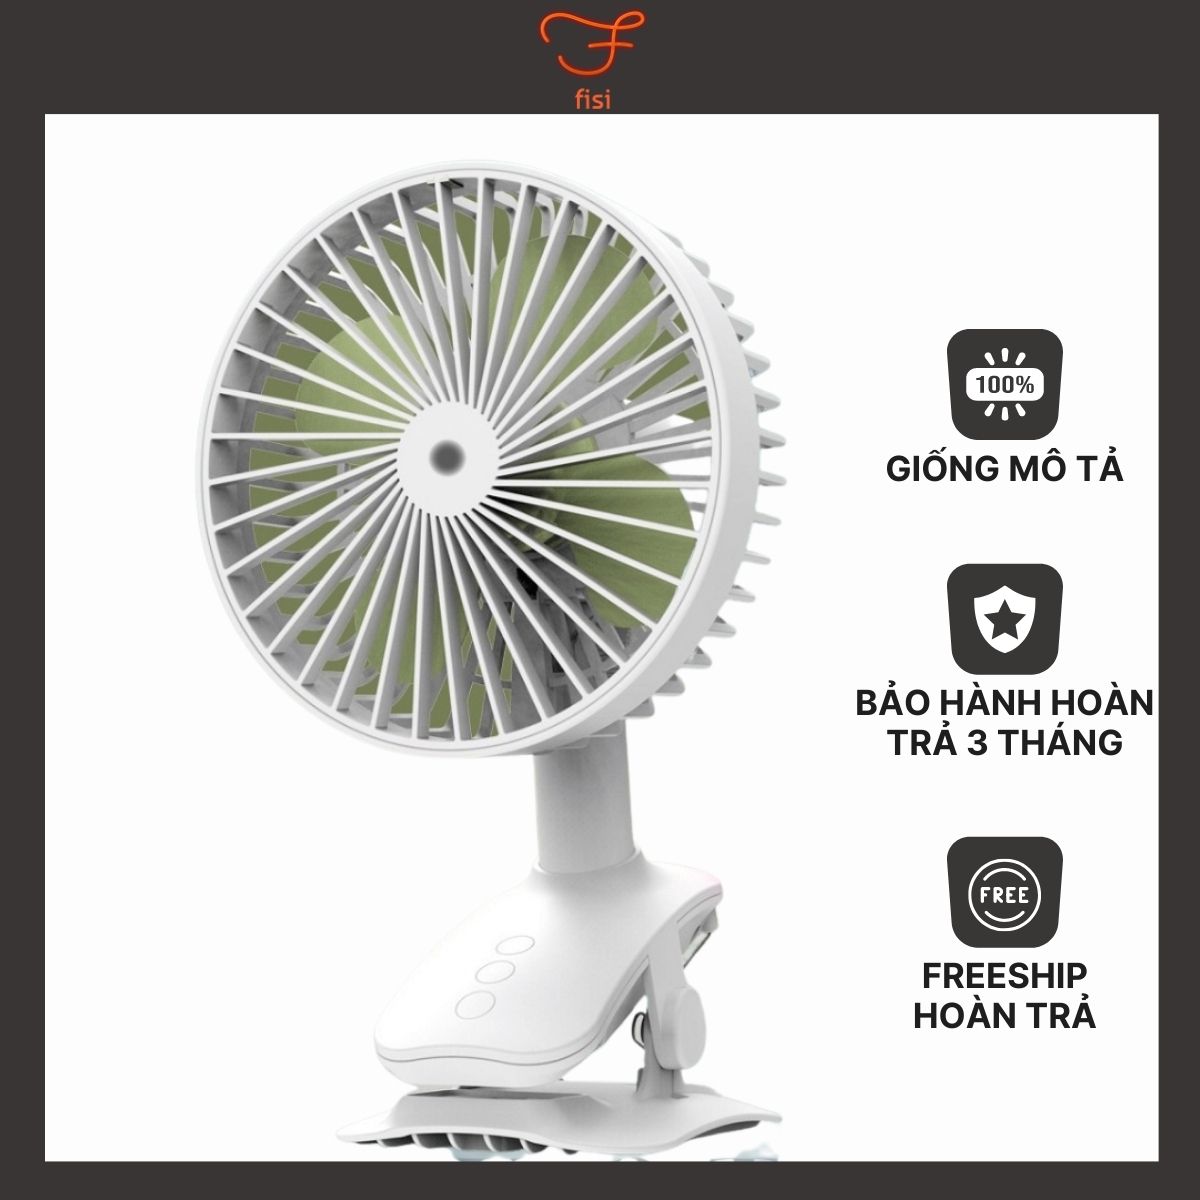 fisi
100%
GIỐNG MÔ TẢ
BẢO HÀNH HOÀN
TRẢ 3 THÁNG
FREE
FREESHIP
HOÀN TRẢ